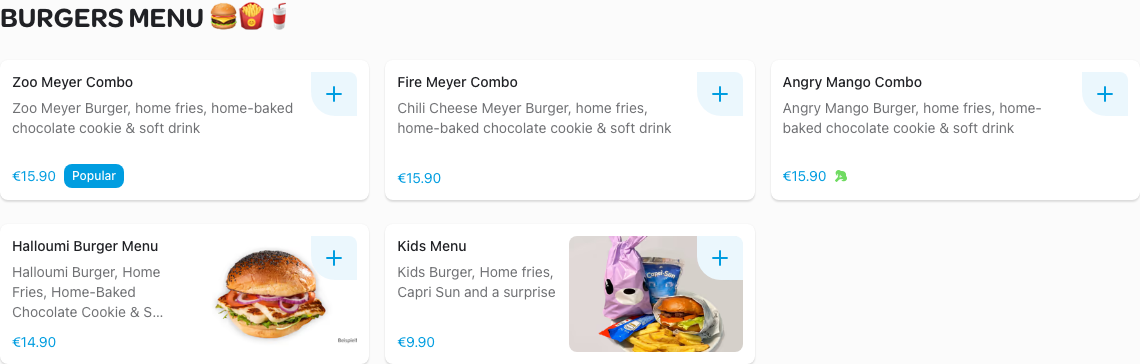 BURGERS MENU 🍔🍟🥤
Zoo Meyer Combo
Zoo Meyer Burger, home fries, home-baked
chocolate cookie & soft drink
€15.90 Popular
Fire Meyer Combo
Chili Cheese Meyer Burger, home fries,
home-baked chocolate cookie & soft drink
€15.90
Angry Mango Combo
Angry Mango Burger, home fries, home-
baked chocolate cookie & soft drink
€15.90
Halloumi Burger Menu
Halloumi Burger, Home
Fries, Home-Baked
Chocolate Cookie & S...
€14.90
Beispiel!
Kids Menu
Kids Burger, Home fries,
Capri Sun and a surprise
€9.90
Capri-Sun